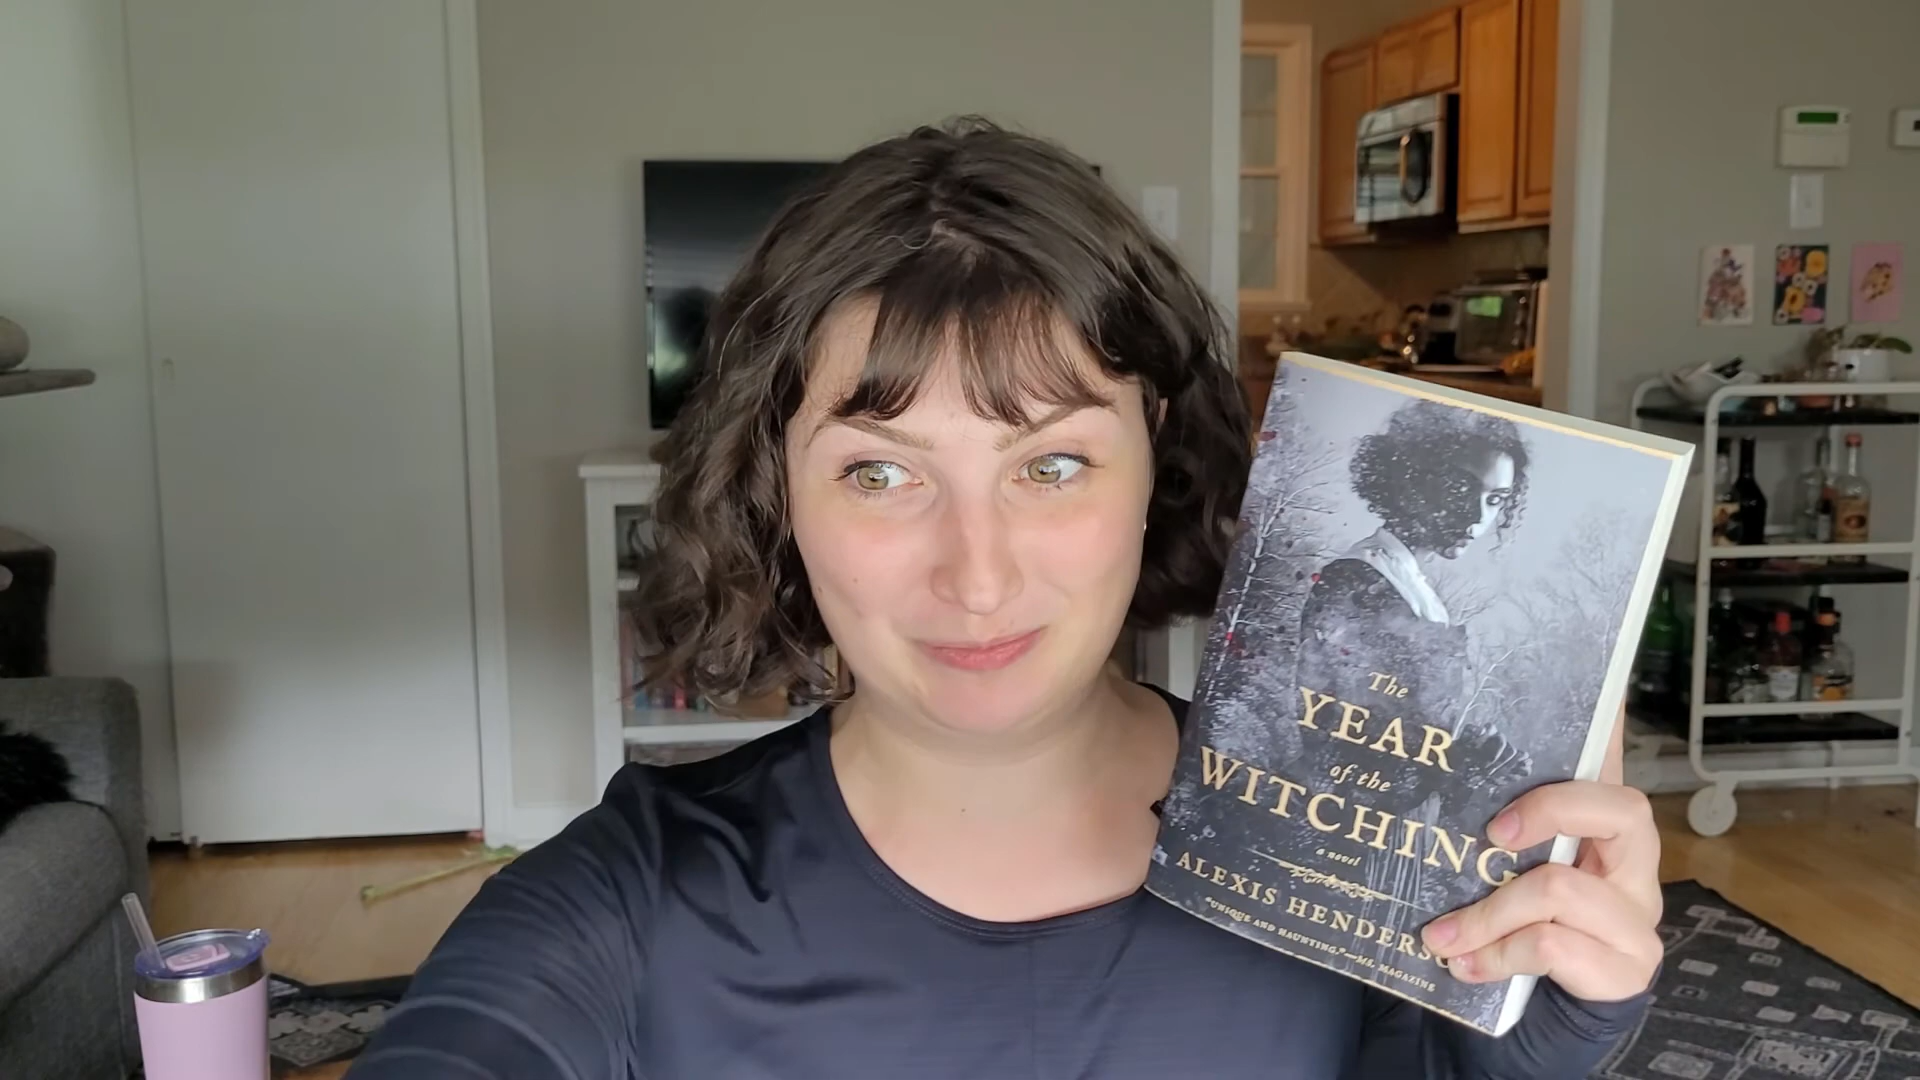 The
YEAR
of the
WITCHING
a novel
ALEXIS HENDERSO
"UNIQUE AND HAUNTING."—MS. MAGAZINE